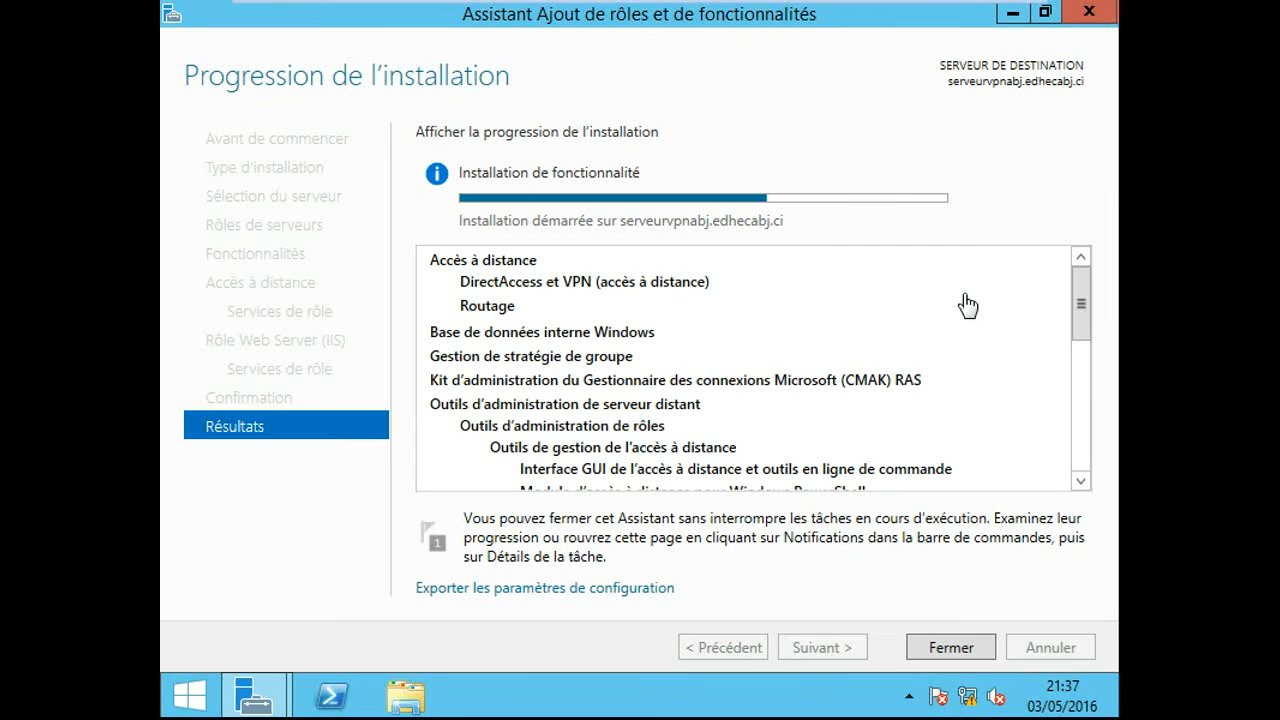 Assistant Ajout de rôles et de fonctionnalités
Progression de l'installation
SERVEUR DE DESTINATION
serveurvpnabj.edhecabj.ci
Avant de commencer
Type d'installation
Sélection du serveur
Rôles de serveurs
Fonctionnalités
Accès à distance
Services de rôle
Rôle Web Server (IIS)
Services de rôle
Confirmation
Résultats
Afficher la progression de l'installation
Installation de fonctionnalité
Installation démarrée sur serveurvpnabj.edhecabj.ci
Accès à distance
DirectAccess et VPN (accès à distance)
Routage
Base de données interne Windows
Gestion de stratégie de groupe
Kit d'administration du Gestionnaire des connexions Microsoft (CMAK) RAS
Outils d'administration de serveur distant
Outils d'administration de rôles
Outils de gestion de l'accès à distance
Interface GUI de l'accès à distance et outils en ligne de commande
Module d'accès à distance pour Windows PowerShell
1
Vous pouvez fermer cet Assistant sans interrompre les tâches en cours d'exécution. Examinez leur
progression ou rouvrez cette page en cliquant sur Notifications dans la barre de commandes, puis
sur Détails de la tâche.
Exporter les paramètres de configuration
< Précédent
Suivant >
Fermer
Annuler
21:37
03/05/2016